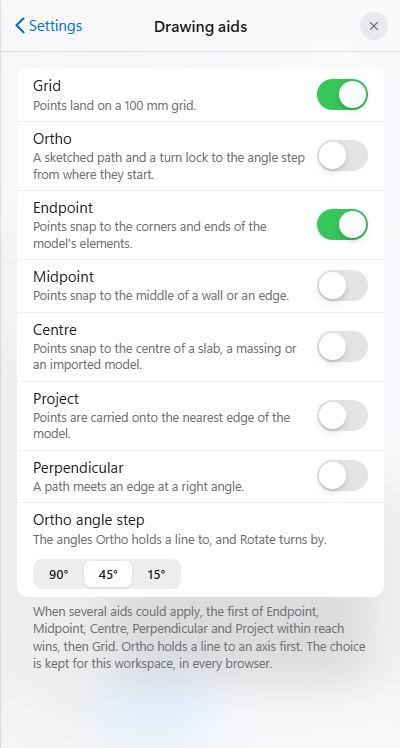 Settings
Drawing aids
Grid
Points land on a 100 mm grid.
Ortho
A sketched path and a turn lock to the angle step
from where they start.
Endpoint
Points snap to the corners and ends of the
model's elements.
Midpoint
Points snap to the middle of a wall or an edge.
Centre
Points snap to the centre of a slab, a massing or
an imported model.
Project
Points are carried onto the nearest edge of the
model.
Perpendicular
A path meets an edge at a right angle.
Ortho angle step
The angles Ortho holds a line to, and Rotate turns by.
90° 45° 15°
When several aids could apply, the first of Endpoint,
Midpoint, Centre, Perpendicular and Project within reach
wins, then Grid. Ortho holds a line to an axis first. The choice
is kept for this workspace, in every browser.